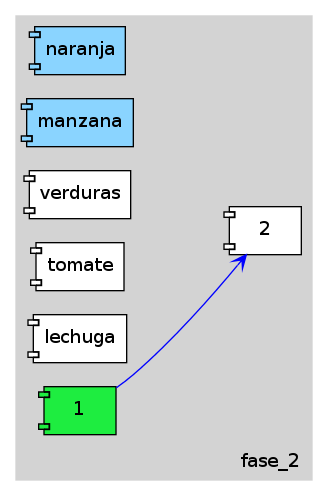 naranja
manzana
verduras
2
tomate
lechuga
1
fase_2